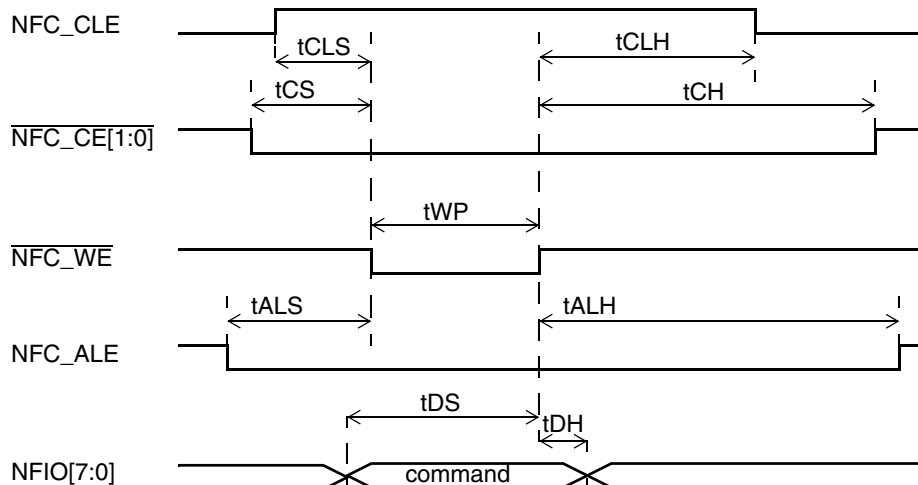 NFC_CLE
tCLS
tCLH
tCS
tCH
NFC_CE[1:0]
tWP
NFC_WE
tALS
tALH
NFC_ALE
tDS
tDH
NFIO[7:0]
command